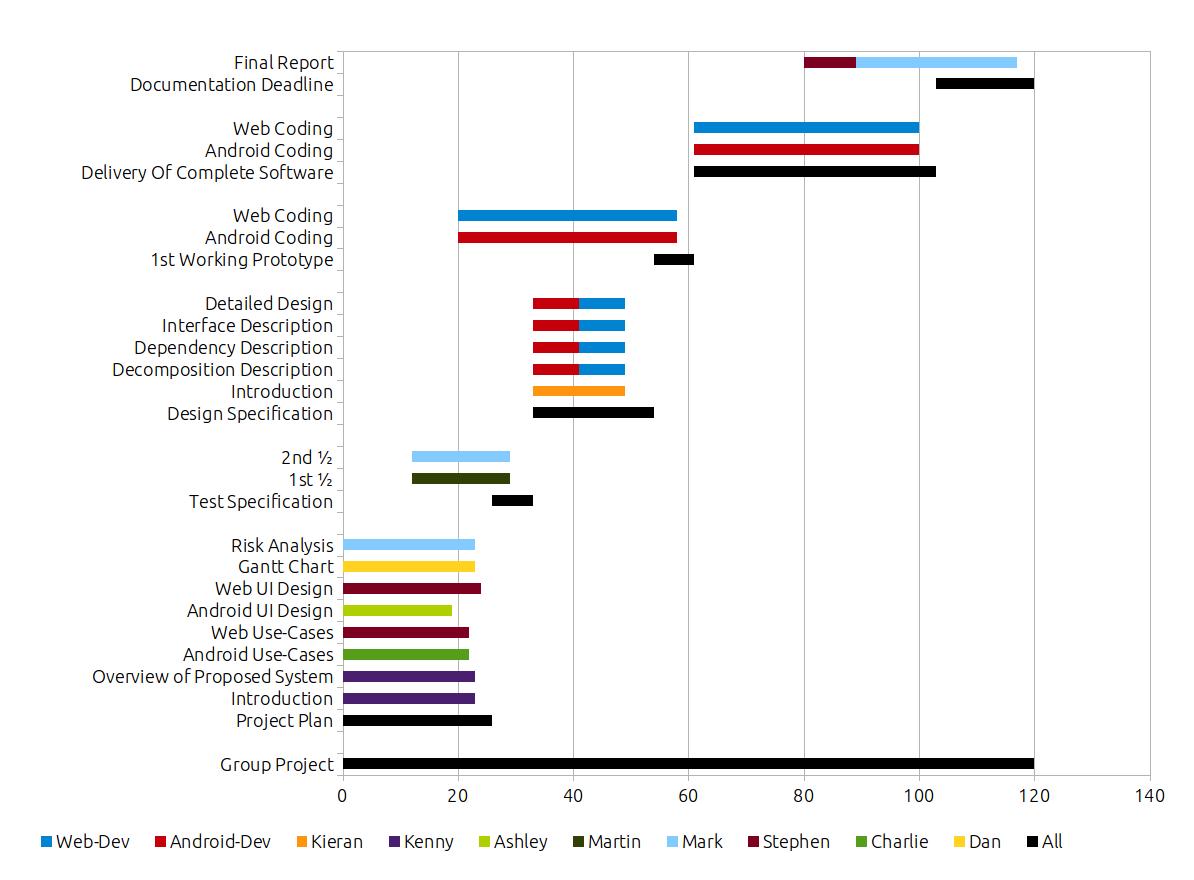 Final Report
Documentation Deadline
Web Coding
Android Coding
Delivery Of Complete Software
Web Coding
Android Coding
1st Working Prototype
Detailed Design
Interface Description
Dependency Description
Decomposition Description
Introduction
Design Specification
2nd ½
1st ½
Test Specification
Risk Analysis
Gantt Chart
Web UI Design
Android UI Design
Web Use-Cases
Android Use-Cases
Overview of Proposed System
Introduction
Project Plan
Group Project
0 20 40 60 80 100 120 140
Web-Dev Android-Dev Kieran Kenny Ashley Martin Mark Stephen Charlie Dan All